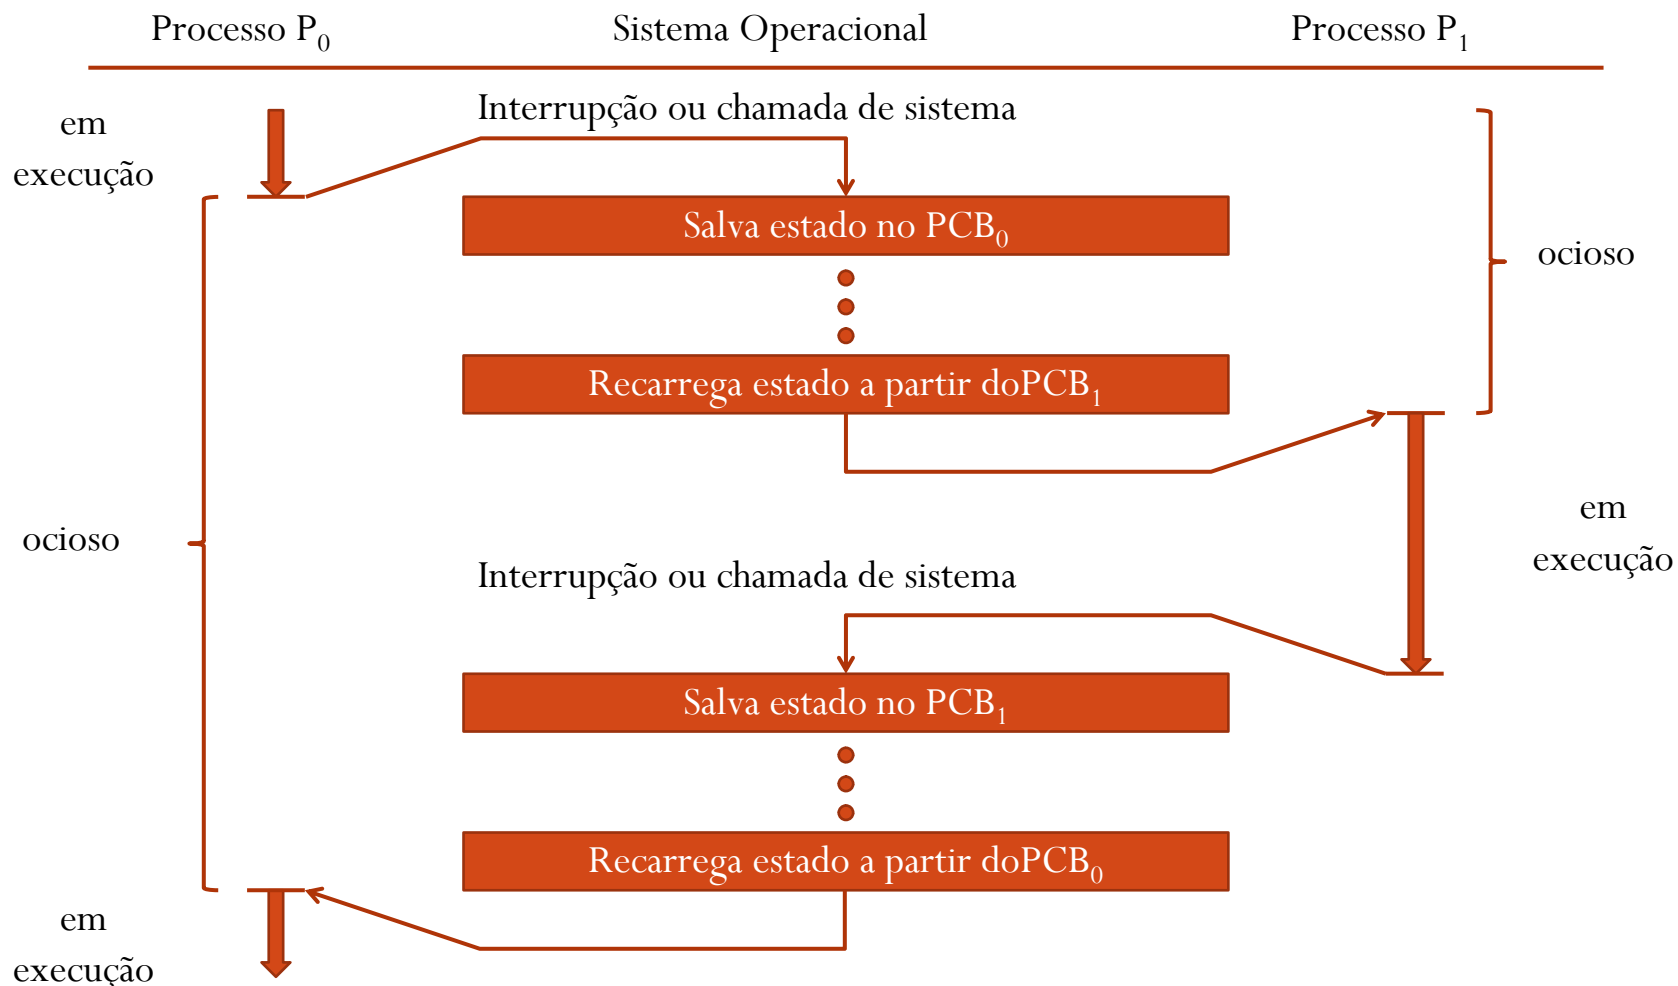 Processo P₀
Sistema Operacional
Processo P₁
Interrupção ou chamada de sistema
em
execução
Salva estado no PCB₀
ocioso
Recarrega estado a partir doPCB₁
em
execução
ocioso
Interrupção ou chamada de sistema
Salva estado no PCB₁
Recarrega estado a partir doPCB₀
em
execução